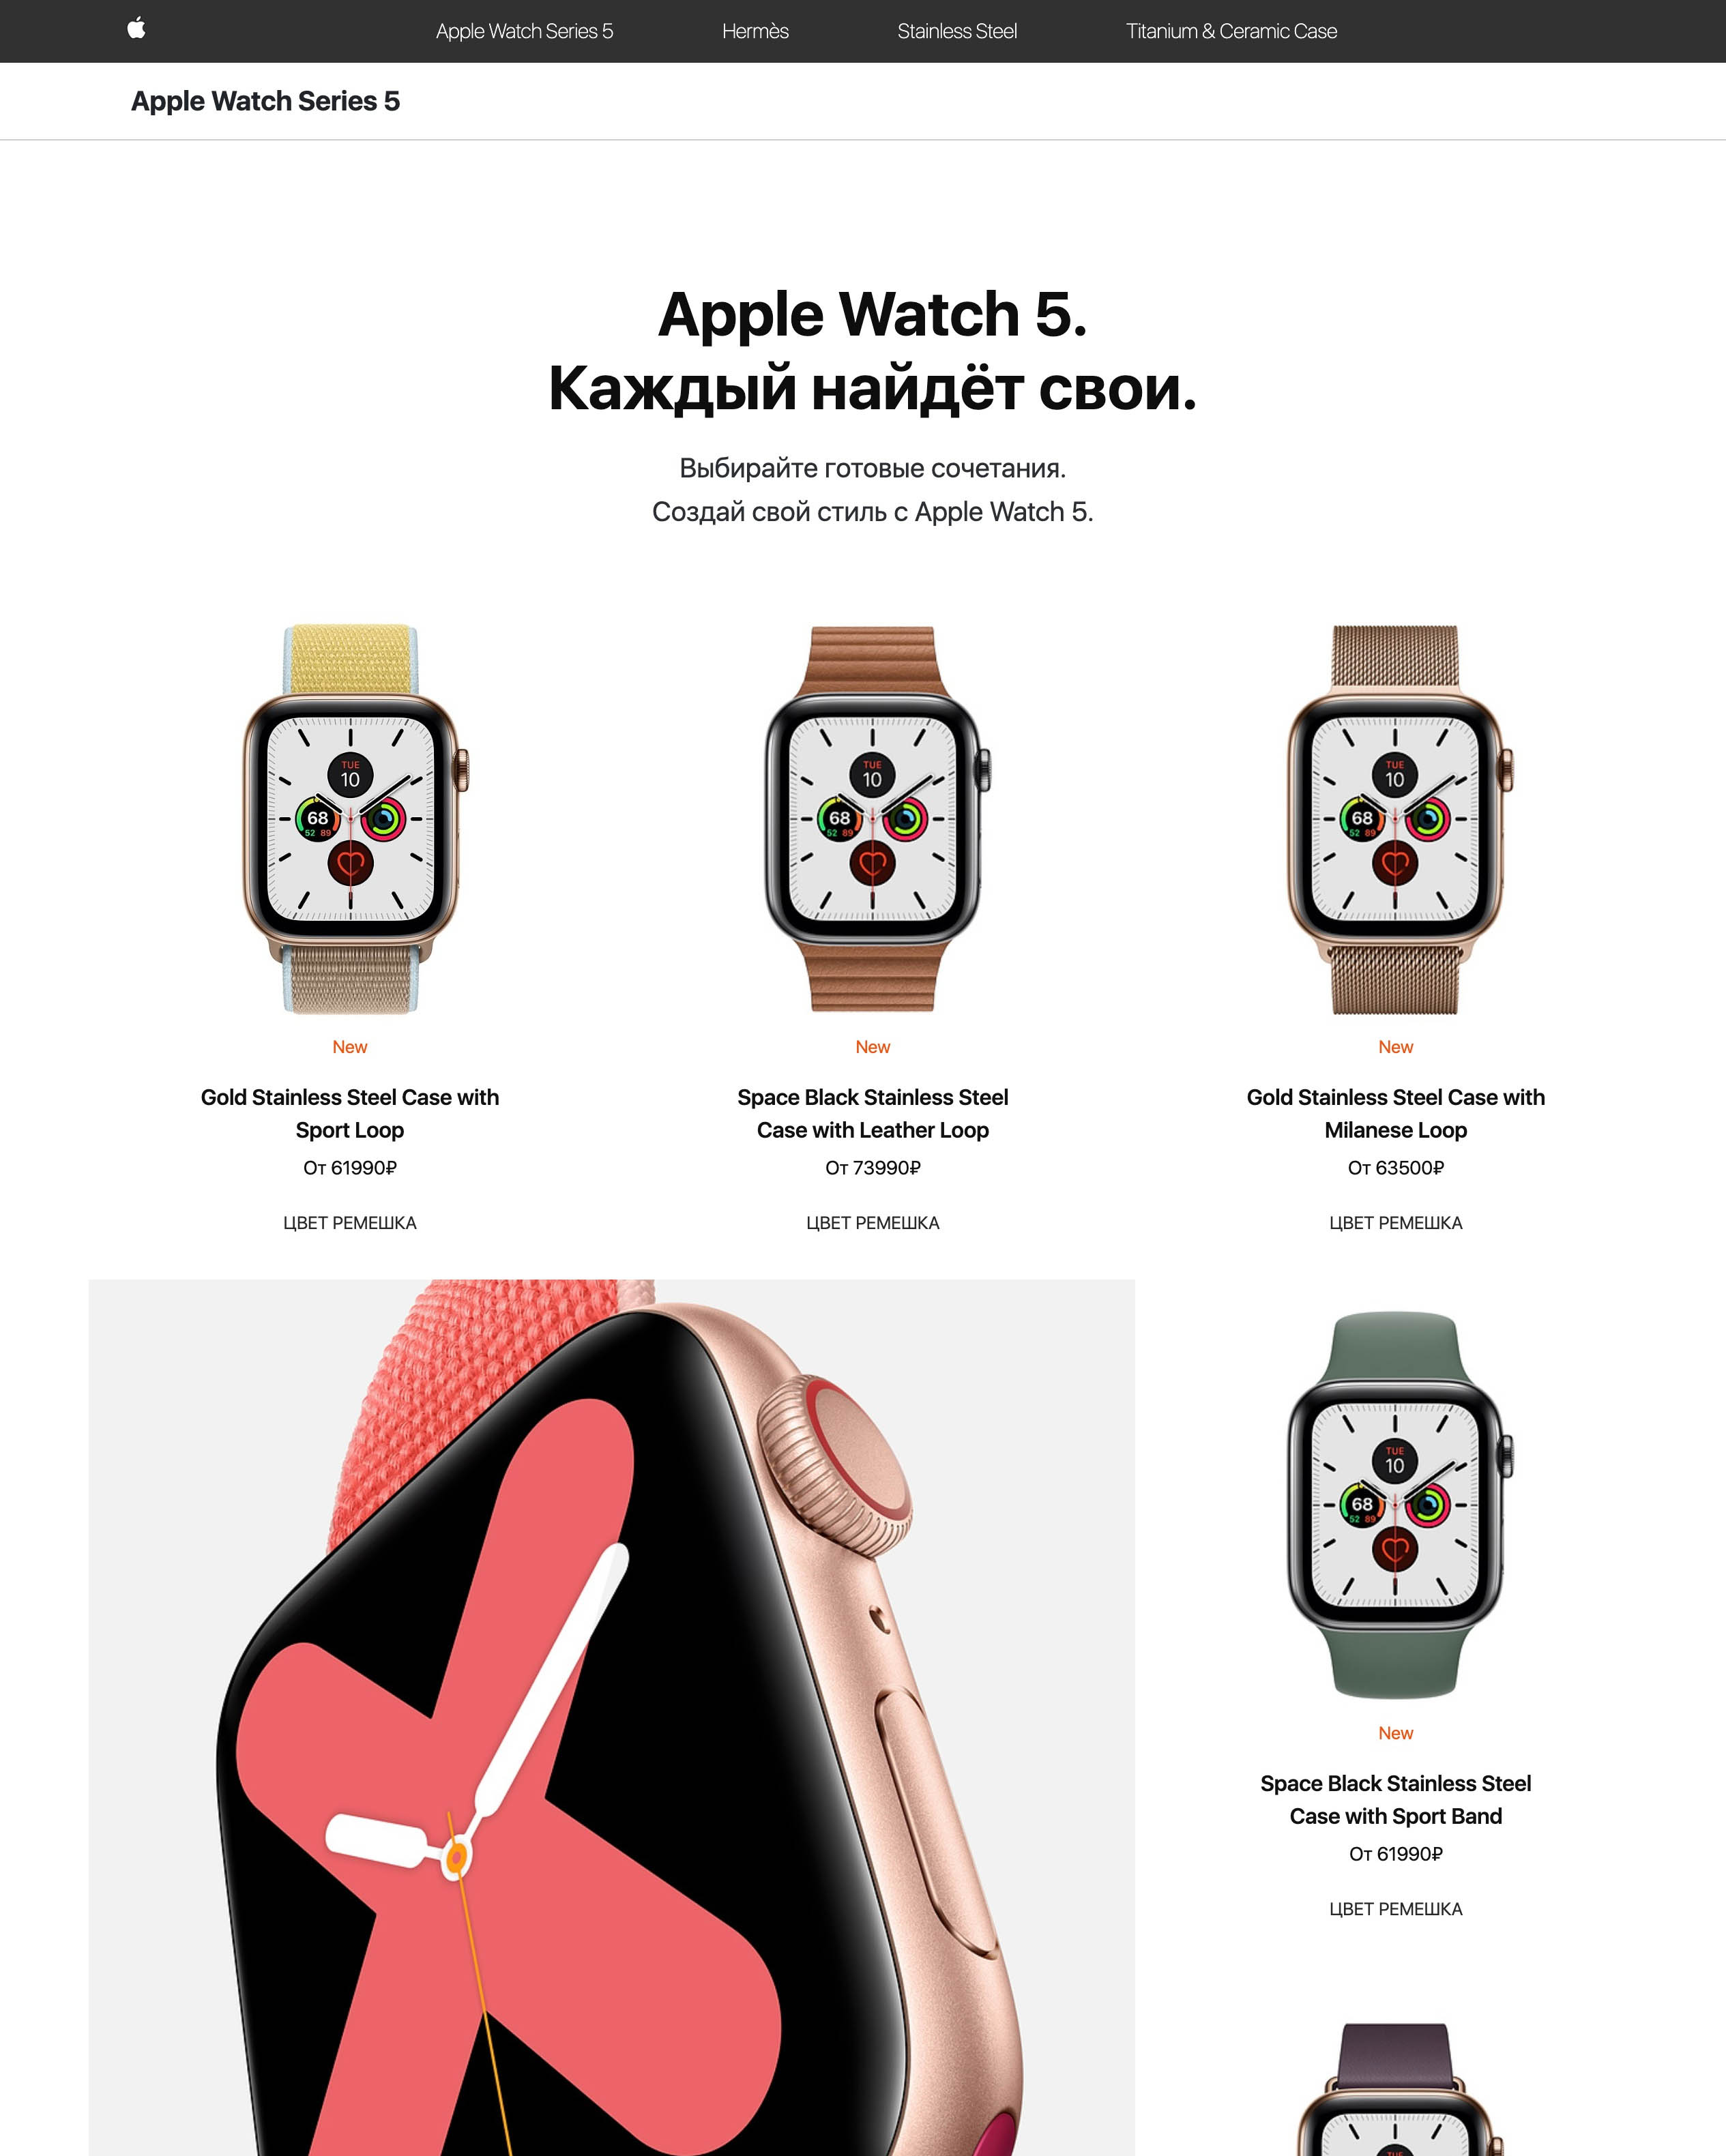 Apple Watch Series 5
Hermès
Stainless Steel
Titanium & Ceramic Case
Apple Watch Series 5
Apple Watch 5.
Каждый найдёт свои.
Выбирайте готовые сочетания.
Создай свой стиль с Apple Watch 5.
TUE
10
68
52 89
New
Gold Stainless Steel Case with
Sport Loop
От 61990₽
ЦВЕТ РЕМЕШКА
TUE
10
68
52 89
New
Space Black Stainless Steel
Case with Leather Loop
От 73990₽
ЦВЕТ РЕМЕШКА
TUE
10
68
52 89
New
Gold Stainless Steel Case with
Milanese Loop
От 63500₽
ЦВЕТ РЕМЕШКА
TUE
10
68
52 89
New
Space Black Stainless Steel
Case with Sport Band
От 61990₽
ЦВЕТ РЕМЕШКА
TUE